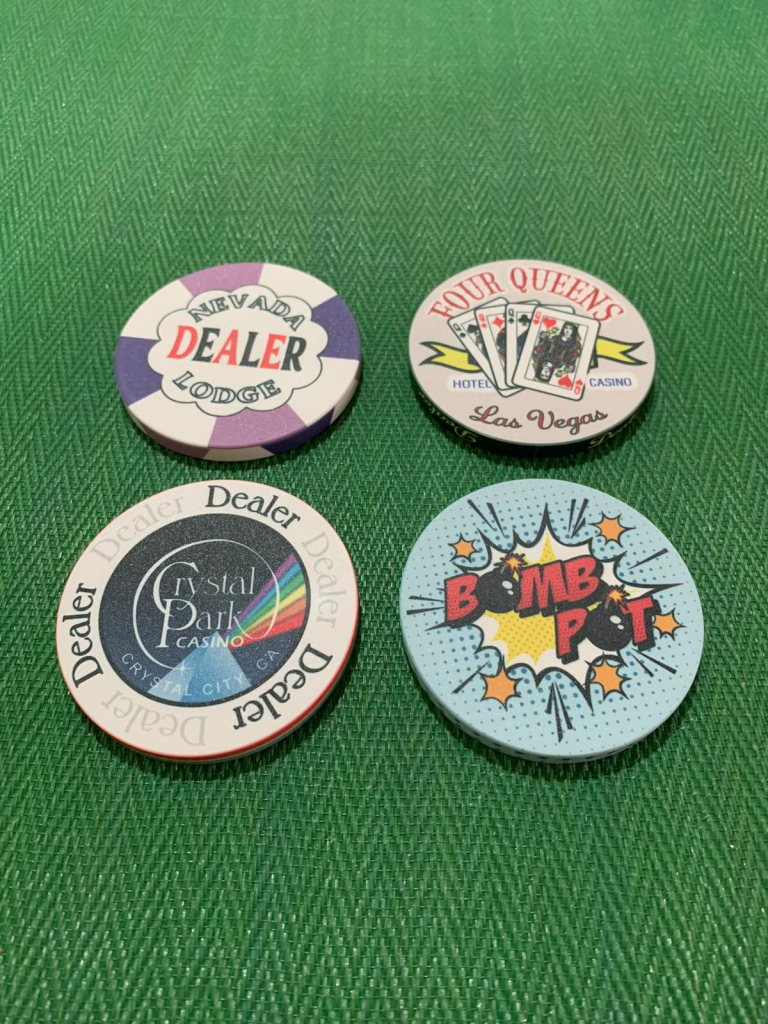 NEVADA
DEALER
LODGE
FOUR QUEENS
Q Q Q Q
HOTEL CASINO
Las Vegas
Dealer Dealer Dealer Dealer Dealer Dealer
Crystal
Park
CASINO
CRYSTAL CITY, CA
BOMB
POT